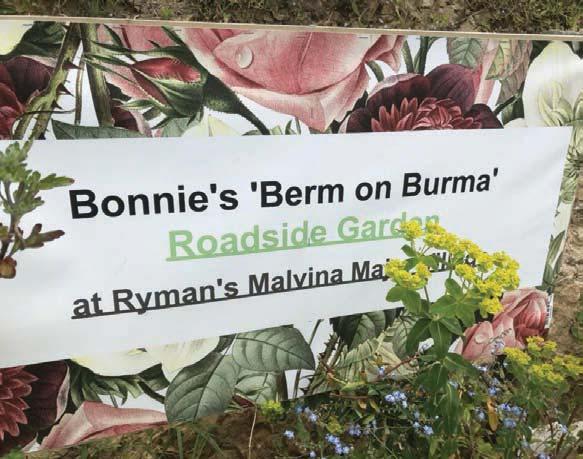 Bonnie's 'Berm on Burma'
Roadside Garden
at Ryman's Malvina